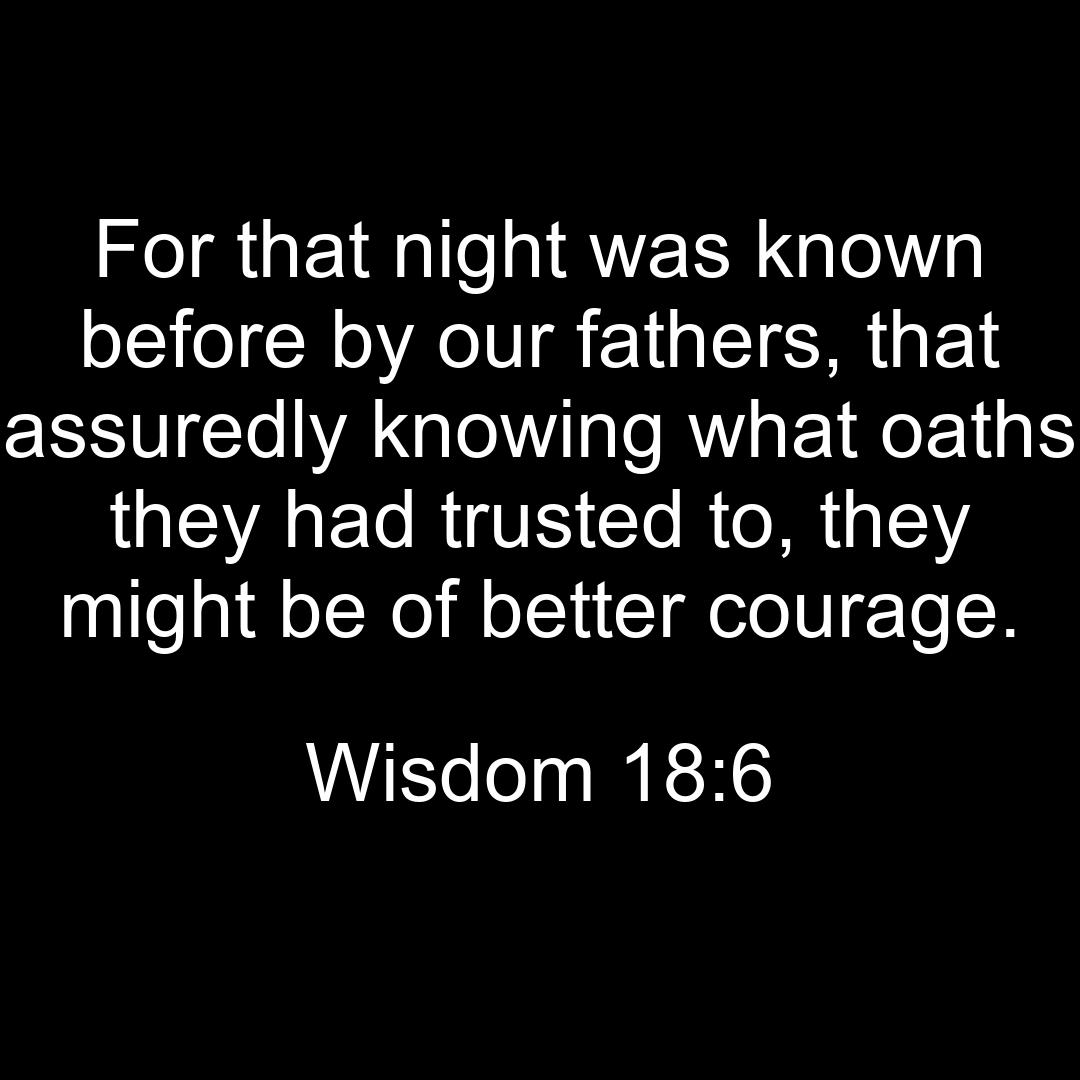 For that night was known
before by our fathers, that
assuredly knowing what oaths
they had trusted to, they
might be of better courage.
Wisdom 18:6